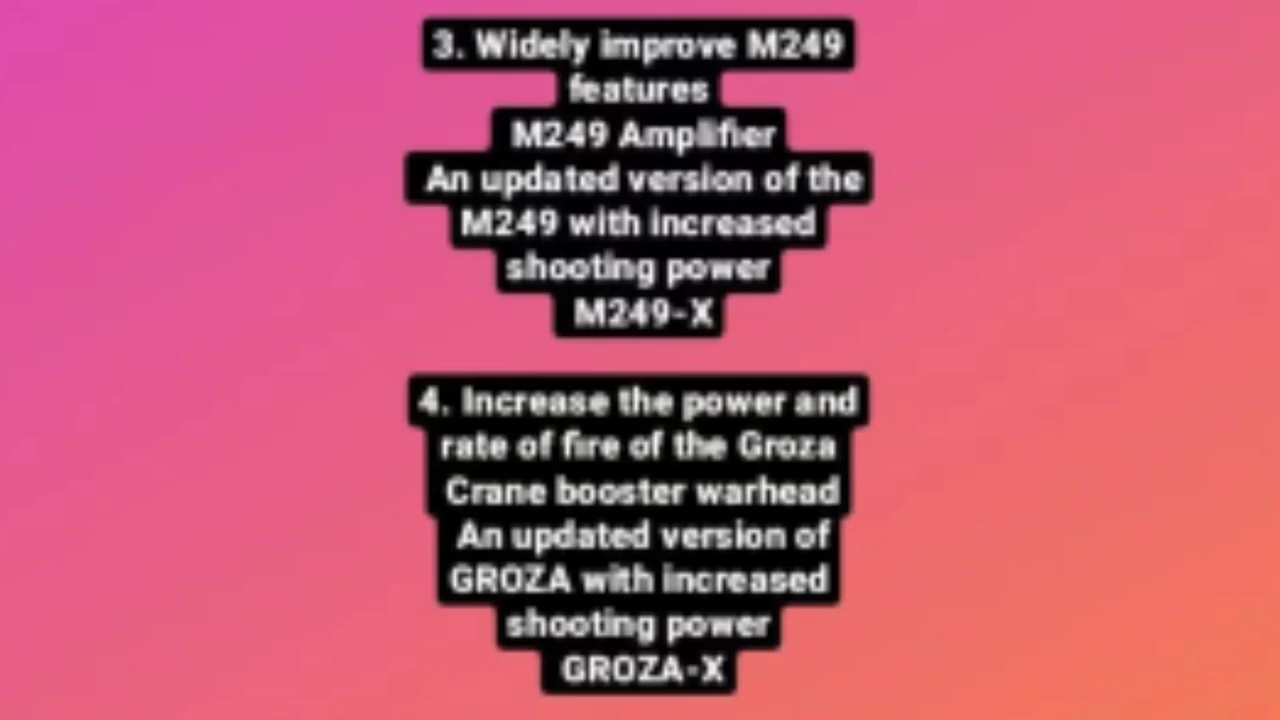 3. Widely improve M249
features
M249 Amplifier
An updated version of the
M249 with increased
shooting power
M249-X
4. Increase the power and
rate of fire of the Groza
Crane booster warhead
An updated version of
GROZA with increased
shooting power
GROZA-X